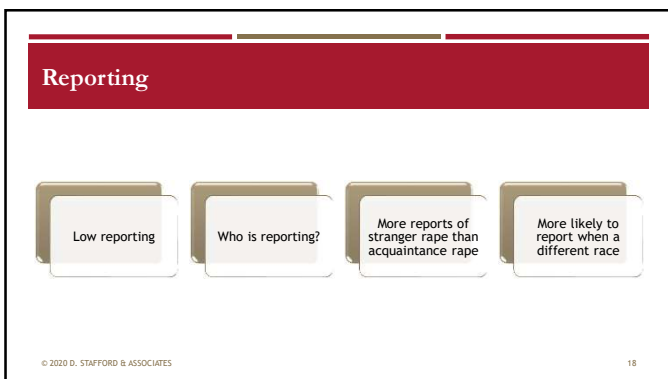 Reporting
Low reporting
Who is reporting?
More reports of
stranger rape than
acquaintance rape
More likely to
report when a
different race
© 2020 D. STAFFORD & ASSOCIATES
18